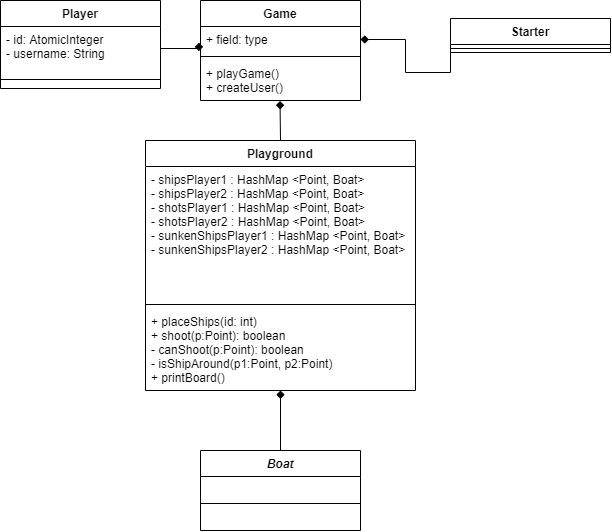 Player
- id: AtomicInteger
- username: String
Game
+ field: type
+ playGame()
+ createUser()
Starter
Playground
- shipsPlayer1 : HashMap <Point, Boat>
- shipsPlayer2 : HashMap <Point, Boat>
- shotsPlayer1 : HashMap <Point, Boat>
- shotsPlayer2 : HashMap <Point, Boat>
- sunkenShipsPlayer1 : HashMap <Point, Boat>
- sunkenShipsPlayer2 : HashMap <Point, Boat>
+ placeShips(id: int)
+ shoot(p:Point): boolean
- canShoot(p:Point): boolean
- isShipAround(p1:Point, p2:Point)
+ printBoard()
Boat